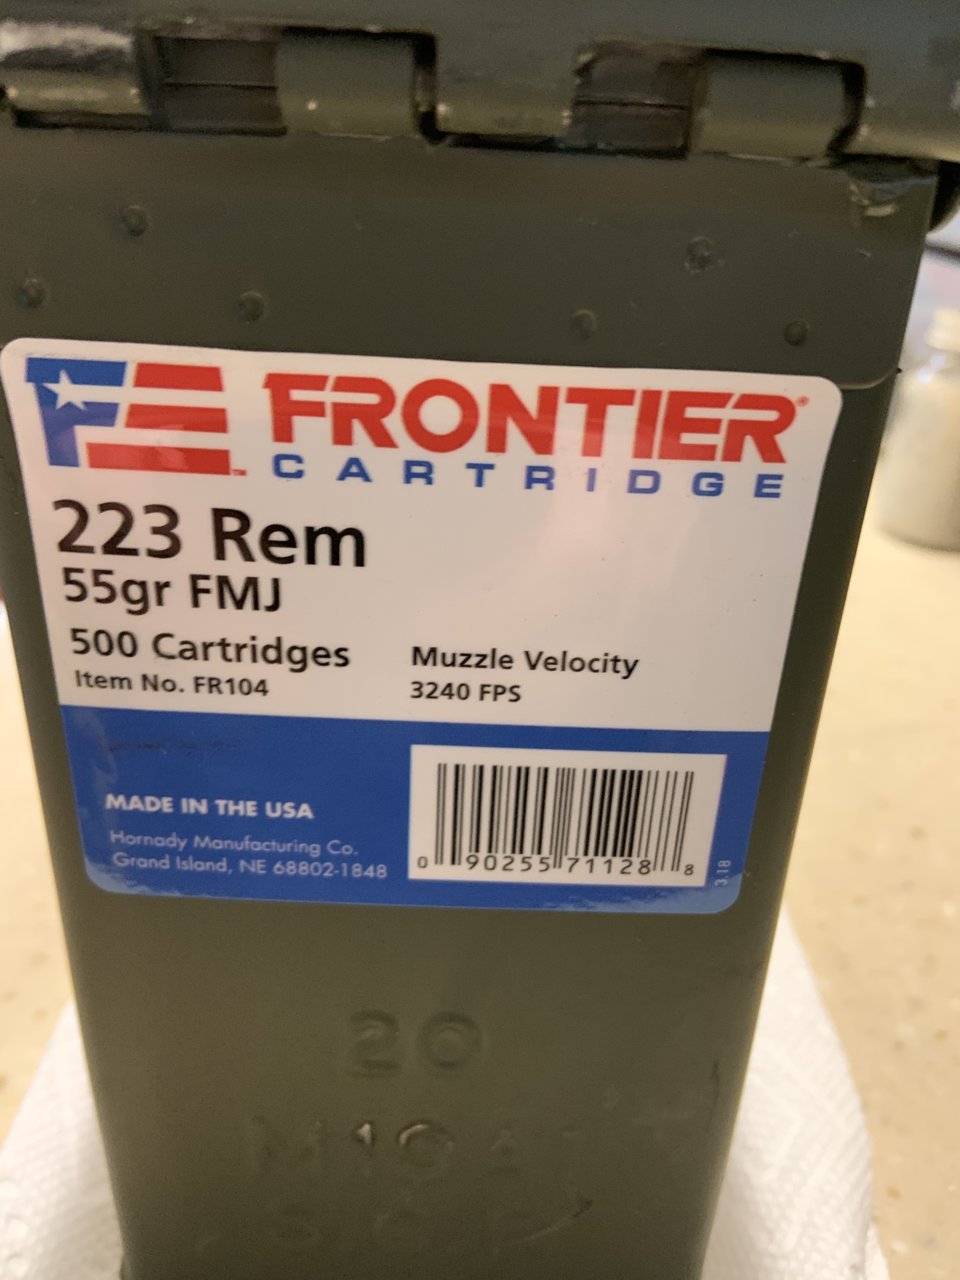 FRONTIER®
CARTRIDGE
223 Rem
55gr FMJ
500 Cartridges
Item No. FR104
Muzzle Velocity
3240 FPS
MADE IN THE USA
Hornady Manufacturing Co.
Grand Island, NE 68802-1848
0 90255 71128 8
3.18
20